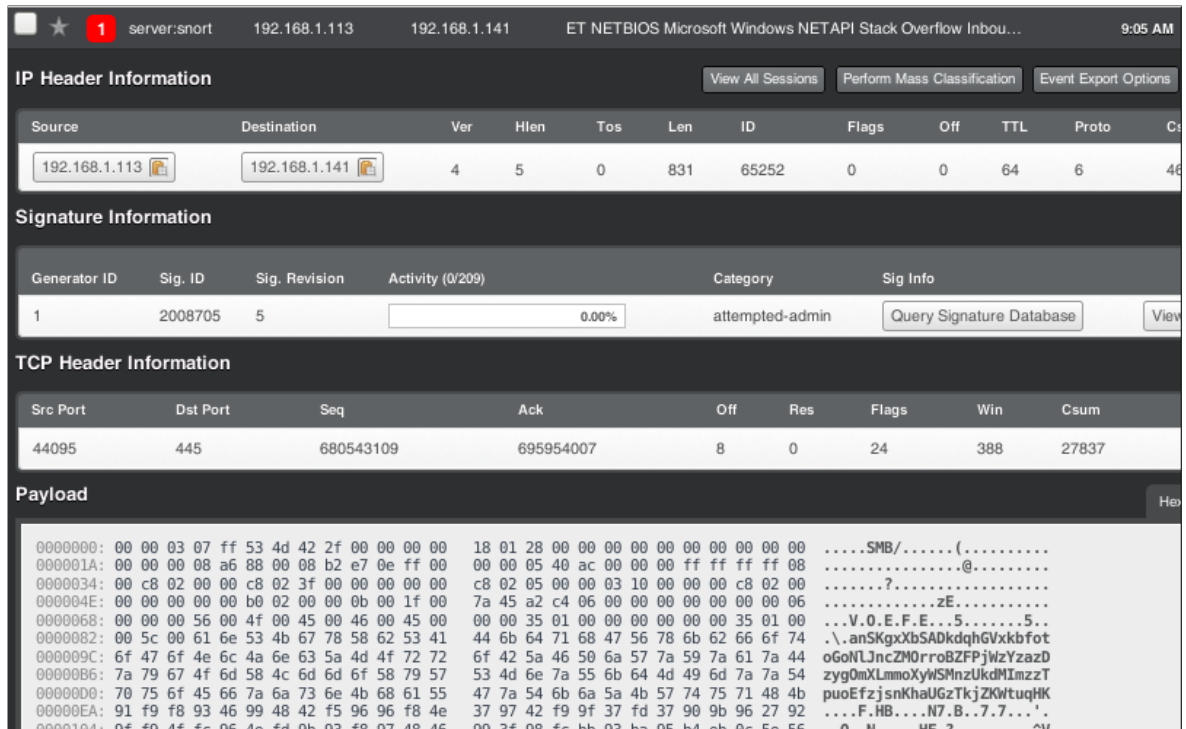 1 server:snort 192.168.1.113 192.168.1.141 ET NETBIOS Microsoft Windows NETAPI Stack Overflow Inbou... 9:05 AM
IP Header Information View All Sessions Perform Mass Classification Event Export Options
Source Destination Ver Hlen Tos Len ID Flags Off TTL Proto Cs
192.168.1.113 192.168.1.141 4 5 0 831 65252 0 0 64 6 46
Signature Information
Generator ID Sig. ID Sig. Revision Activity (0/209) Category Sig Info
1 2008705 5 0.00% attempted-admin Query Signature Database View
TCP Header Information
Src Port Dst Port Seq Ack Off Res Flags Win Csum
44095 445 680543109 695954007 8 0 24 388 27837
Payload Hex
0000000: 00 00 03 07 ff 53 4d 42 2f 00 00 00 00 18 01 28 00 00 00 00 00 00 00 00 00 00 .....SMB/......(..........
000001A: 00 00 00 08 a6 88 00 08 b2 e7 0e ff 00 00 00 05 40 ac 00 00 00 ff ff ff ff 08 ................@.........
0000034: 00 c8 02 00 00 c8 02 3f 00 00 00 00 00 c8 02 05 00 00 03 10 00 00 00 c8 02 00 .......?..................
000004E: 00 00 00 00 00 b0 02 00 00 0b 00 1f 00 7a 45 a2 c4 06 00 00 00 00 00 00 00 06 .............zE...........
0000068: 00 00 00 56 00 4f 00 45 00 46 00 45 00 00 00 35 01 00 00 00 00 00 00 35 01 00 ...V.O.E.F.E...5.......5..
0000082: 00 5c 00 61 6e 53 4b 67 78 58 62 53 41 44 6b 64 71 68 47 56 78 6b 62 66 6f 74 .\.anSKgxXbSADkdqhGVxkbfot
000009C: 6f 47 6f 4e 6c 4a 6e 63 5a 4d 4f 72 72 6f 42 5a 46 50 6a 57 7a 59 7a 61 7a 44 oGoNlJncZMOrroBZFPjWzYzazD
00000B6: 7a 79 67 4f 6d 58 4c 6d 6d 6f 58 79 57 53 4d 6e 7a 55 6b 64 4d 49 6d 7a 7a 54 zygOmXLmmoXyWSMnzUkdMImzzT
00000D0: 70 75 6f 45 66 7a 6a 73 6e 4b 68 61 55 47 7a 54 6b 6a 5a 4b 57 74 75 71 48 4b puoEfzjsnKhaUGzTkjZKWtuqHK
00000EA: 91 f9 f8 93 46 99 48 42 f5 96 96 f8 4e 37 97 42 f9 9f 37 fd 37 90 9b 96 27 92 ....F.HB....N7.B..7.7...'.